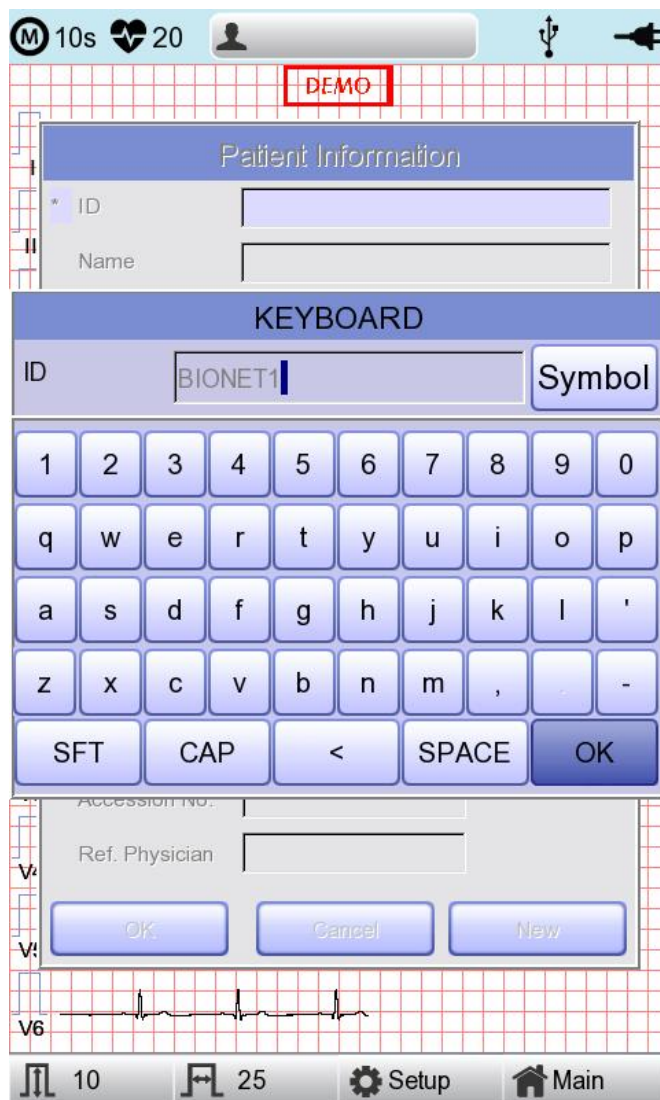 M 10s 20
DEMO
Patient Information
* ID
II
Name
KEYBOARD
ID BIONET1 Symbol
1 2 3 4 5 6 7 8 9 0
q w e r t y u i o p
a s d f g h j k l '
z x c v b n m , . -
SFT CAP < SPACE OK
Accession No.
Ref. Physician
V4
OK Cancel New
V5
V6
10 25 Setup Main